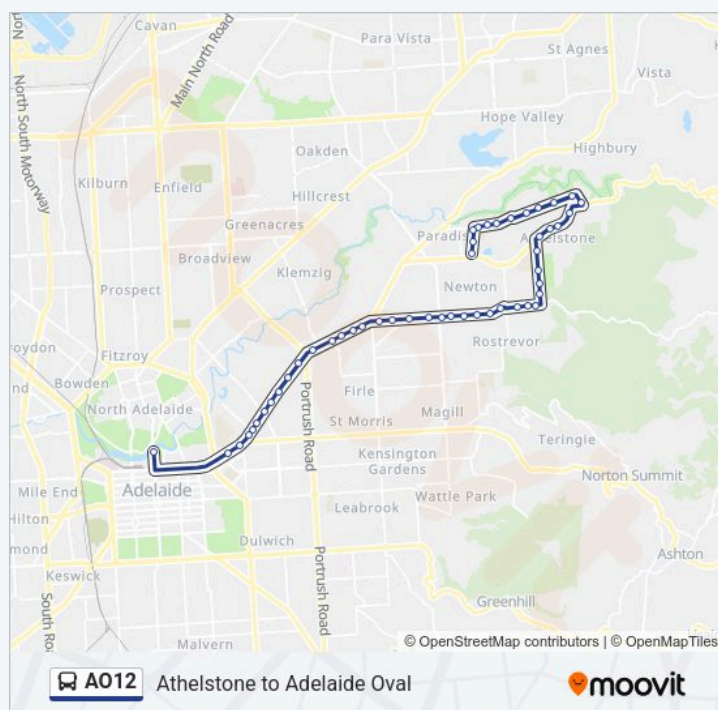 Cavan
Para Vista
St Agnes
Vista
Main North Road
North South Motorway
Hope Valley
Oakden
Highbury
Kilburn
Enfield
Hillcrest
Greenacres
Broadview
Klemzig
Newton
Prospect
Rostrevor
Fitzroy
Bowden
Firle
Portrush Road
North Adelaide
St Morris
Magill
Teringie
Kensington
Gardens
Norton Summit
Adelaide
Mile End
Wattle Park
Leabrook
Hilton
Dulwich
Ashton
Keswick
Portrush Road
Greenhill
Malvern
© OpenStreetMap contributors | © OpenMapTiles
AO12 Athelstone to Adelaide Oval
moovit